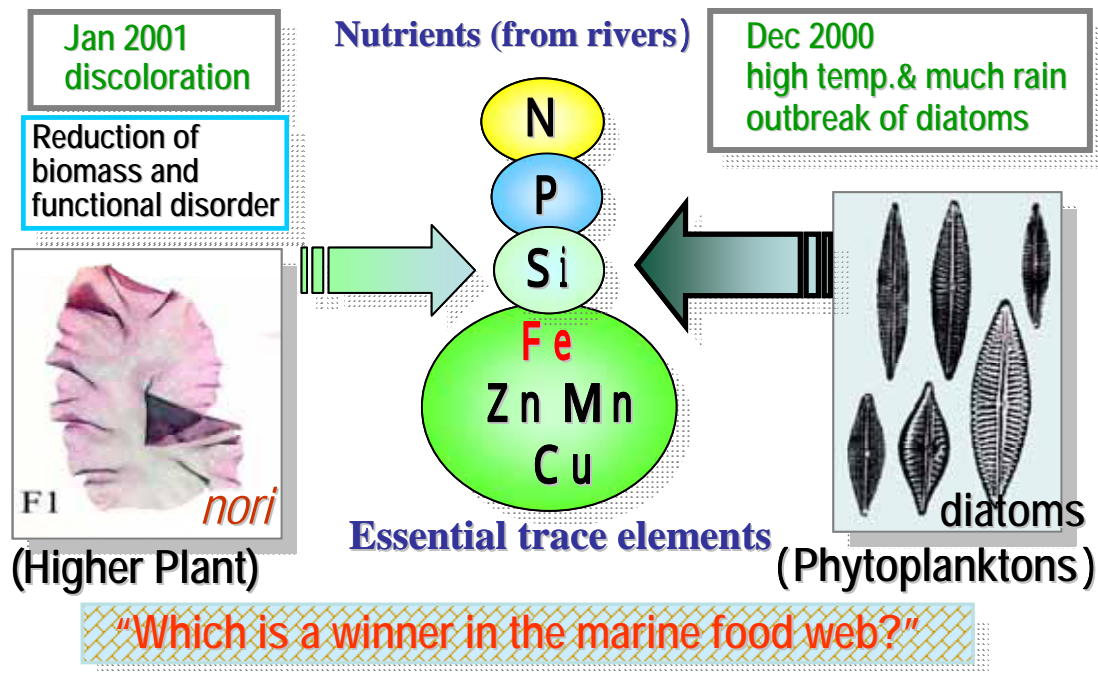 Jan 2001
discoloration
Reduction of
biomass and
functional disorder
F1
nori
(Higher Plant)
Nutrients (from rivers)
N
P
Si
Fe
Zn Mn
Cu
Essential trace elements
Dec 2000
high temp.& much rain
outbreak of diatoms
diatoms
(Phytoplanktons)
“Which is a winner in the marine food web?”